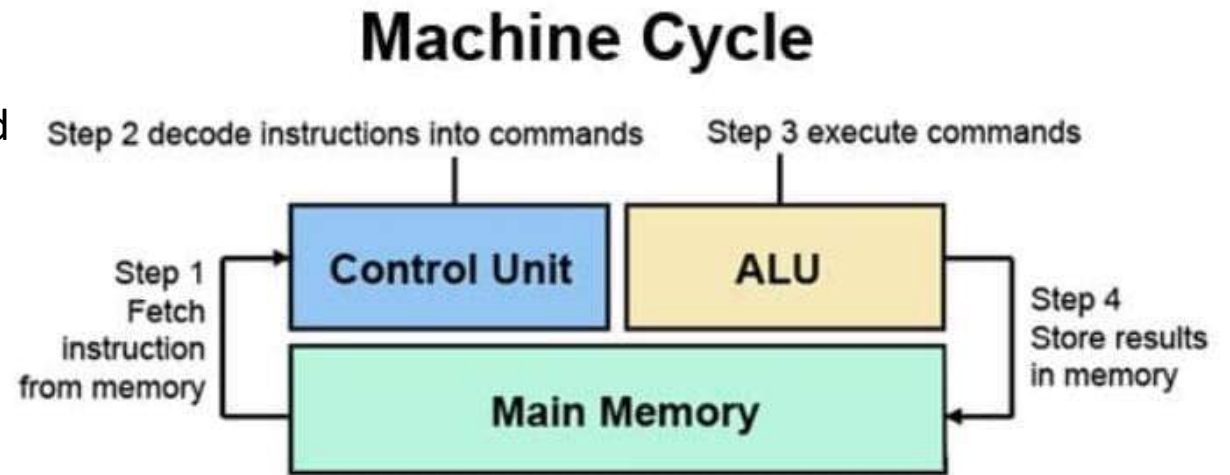 Machine Cycle
d
Step 2 decode instructions into commands
Step 3 execute commands
Step 1
Fetch
instruction
from memory
Control Unit
ALU
Step 4
Store results
in memory
Main Memory